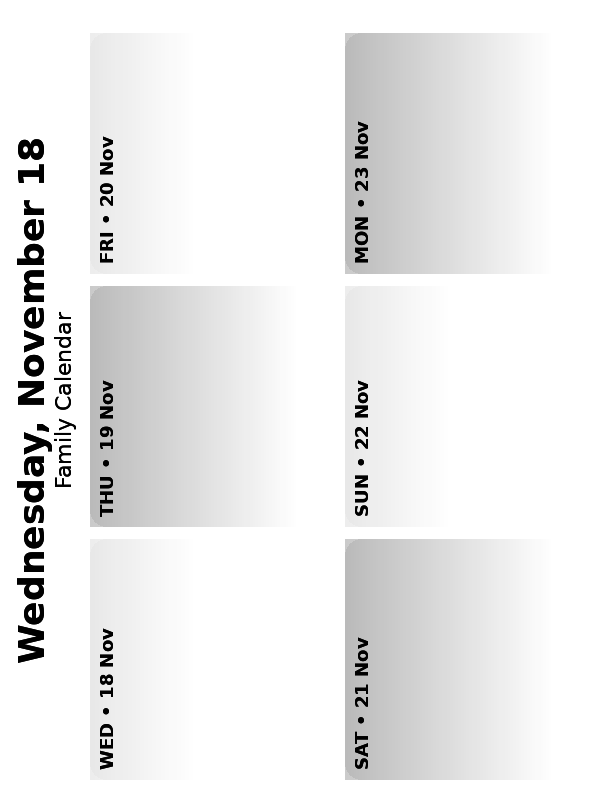 Wednesday, November 18
Family Calendar
WED • 18 Nov
THU • 19 Nov
FRI • 20 Nov
SAT • 21 Nov
SUN • 22 Nov
MON • 23 Nov